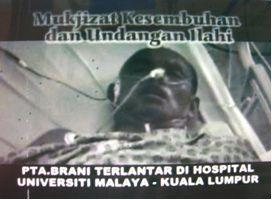 Mukjizat Kesembuhan
dan Undangan Ilahi
PTA.BRANI TERLANTAR DI HOSPITAL
UNIVERSITI MALAYA - KUALA LUMPUR